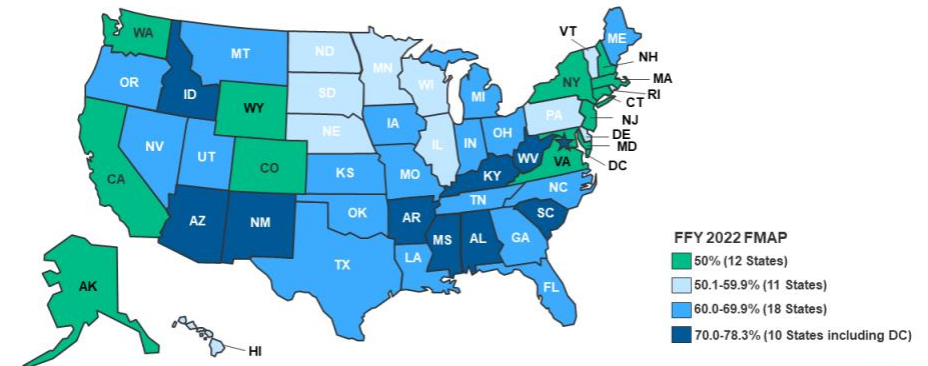 WA
MT
ND
MN
VT
ME
NH
OR
ID
SD
WI
MI
NY
MA
RI
CT
WY
NE
IA
PA
NJ
NV
UT
CO
IL
IN
OH
DE
MD
CA
KS
MO
KY
WV
VA
DC
AZ
NM
OK
AR
TN
NC
SC
MS
AL
GA
TX
LA
FL
AK
HI
FFY 2022 FMAP
50% (12 States)
50.1-59.9% (11 States)
60.0-69.9% (18 States)
70.0-78.3% (10 States including DC)